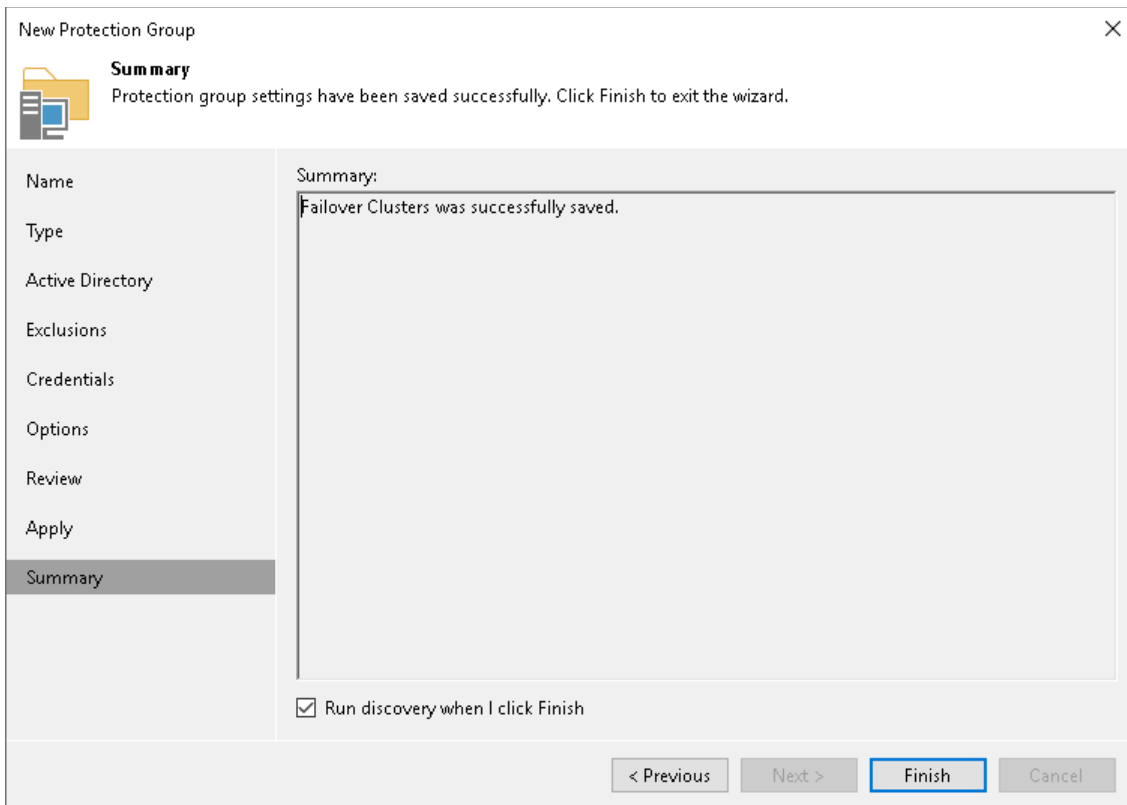 New Protection Group
Summary
Protection group settings have been saved successfully. Click Finish to exit the wizard.
Name
Type
Active Directory
Exclusions
Credentials
Options
Review
Apply
Summary
Summary:
Failover Clusters was successfully saved.
Run discovery when I click Finish
< Previous
Next >
Finish
Cancel